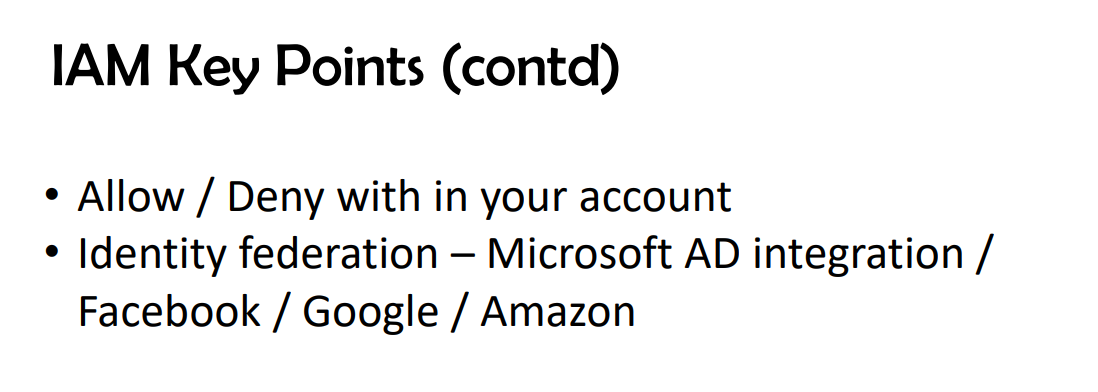 IAM Key Points (contd)
• Allow / Deny with in your account
• Identity federation – Microsoft AD integration /
Facebook / Google / Amazon